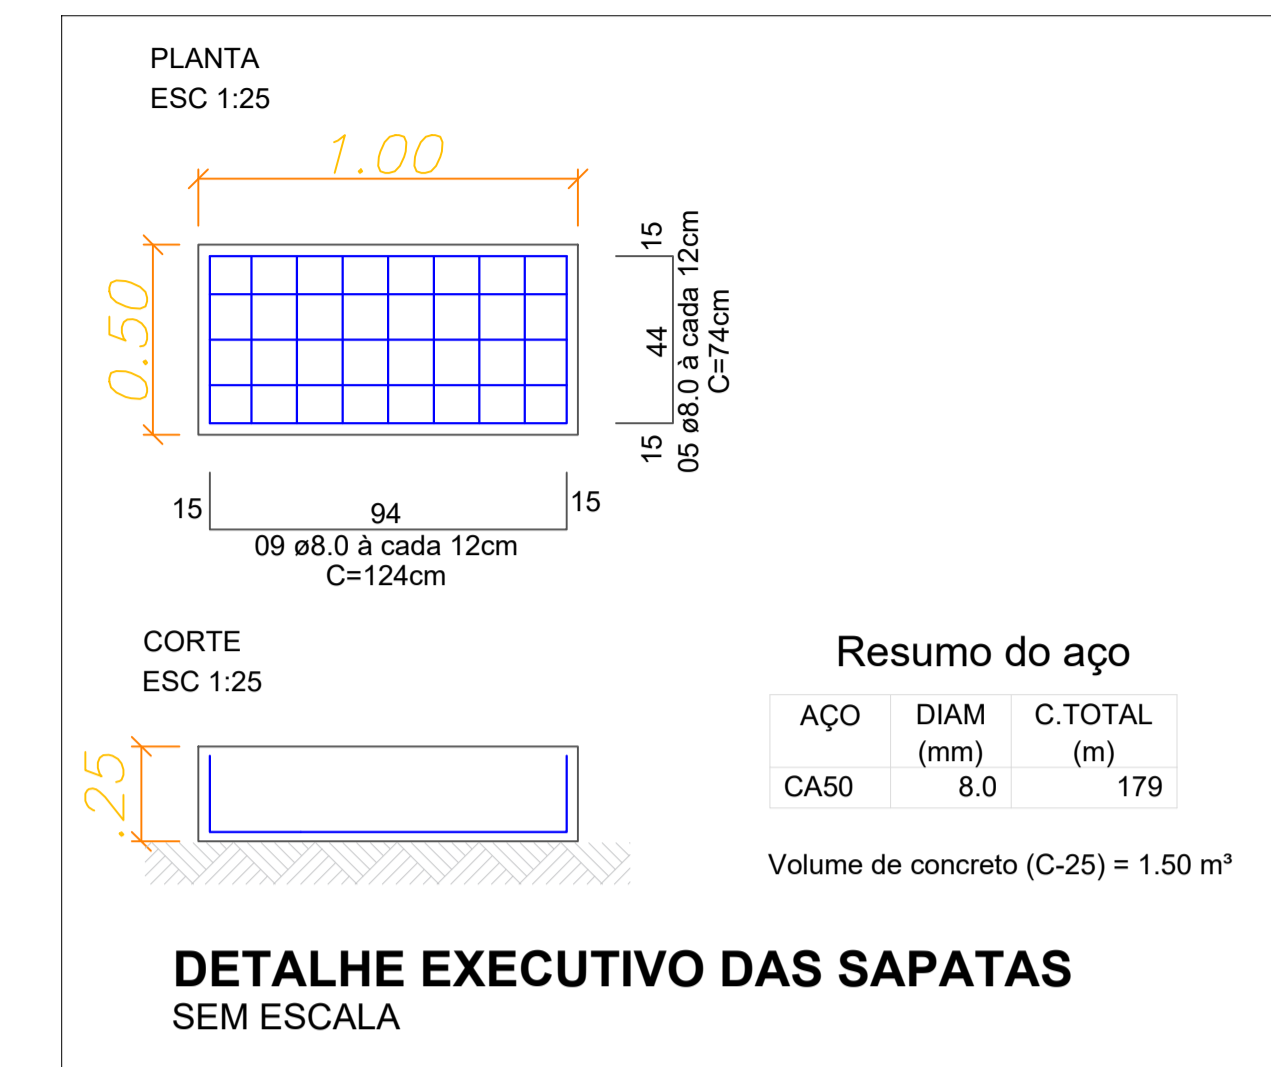 PLANTA
ESC 1:25
1.00
0.50
15
44
15
05 ø8.0 à cada 12cm
C=74cm
15
94
15
09 ø8.0 à cada 12cm
C=124cm
CORTE
ESC 1:25
.25
Resumo do aço
AÇO DIAM (mm) C.TOTAL (m)
CA50 8.0 179
Volume de concreto (C-25) = 1.50 m³
DETALHE EXECUTIVO DAS SAPATAS
SEM ESCALA